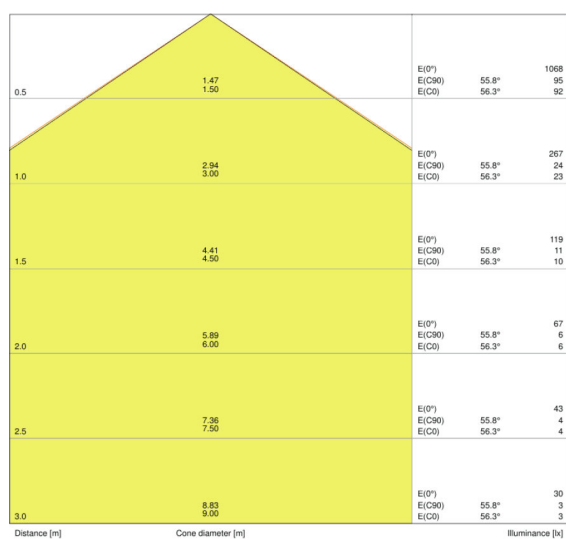 E(0°) 1068
1.47 E(C90) 55.8° 95
0.5 1.50 E(C0) 56.3° 92
E(0°) 267
2.94 E(C90) 55.8° 24
1.0 3.00 E(C0) 56.3° 23
E(0°) 119
4.41 E(C90) 55.8° 11
1.5 4.50 E(C0) 56.3° 10
E(0°) 67
5.89 E(C90) 55.8° 6
2.0 6.00 E(C0) 56.3° 6
E(0°) 43
7.36 E(C90) 55.8° 4
2.5 7.50 E(C0) 56.3° 4
E(0°) 30
8.83 E(C90) 55.8° 3
3.0 9.00 E(C0) 56.3° 3
Distance [m] Cone diameter [m] Illuminance [lx]